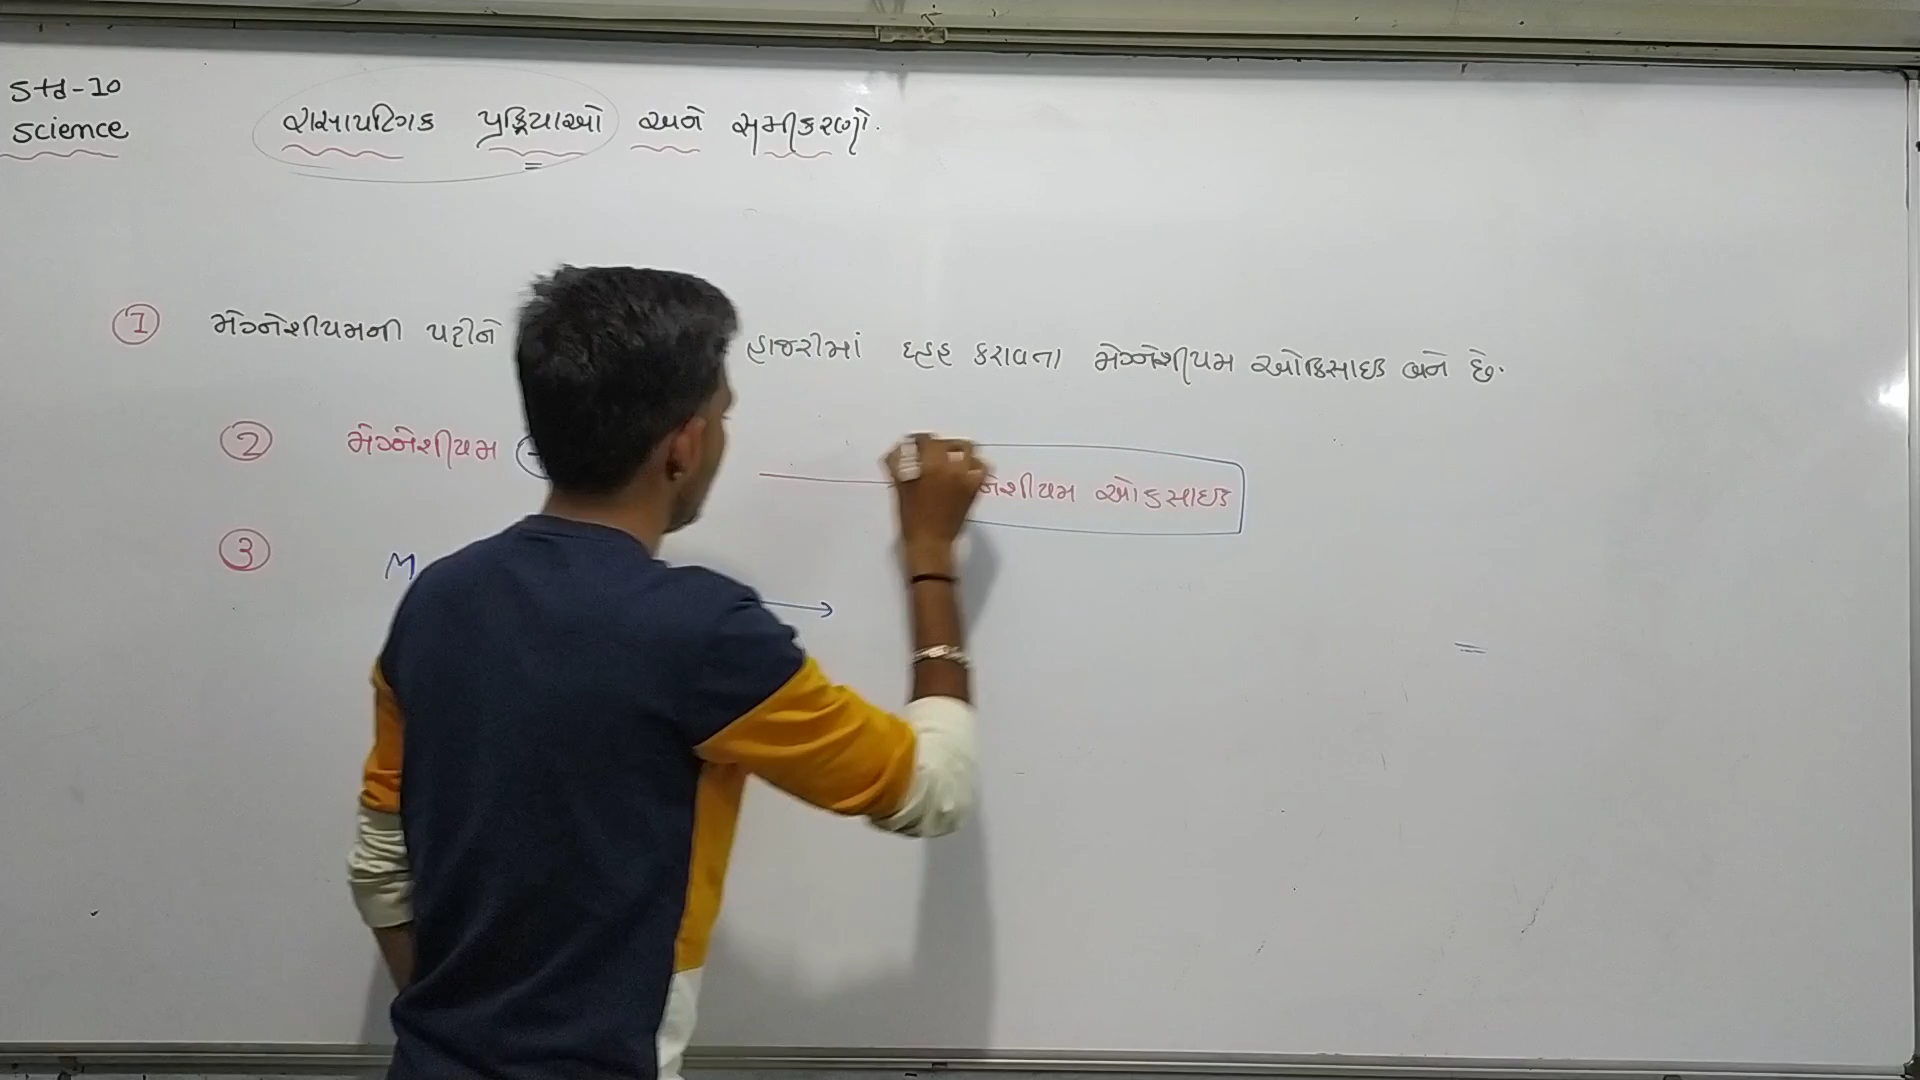 Std-10
Science
રાસાયણિક પ્રક્રિયાઓ અને સમીકરણો.
① મેગ્નેશીયમની પટ્ટીને હાજરીમાં દહન કરાવતા મેગ્નેશીયમ ઓક્સિસાઇડ બને છે.
② મેગ્નેશીયમ નેશીયમ ઓકસાઇડ
③ M →
=